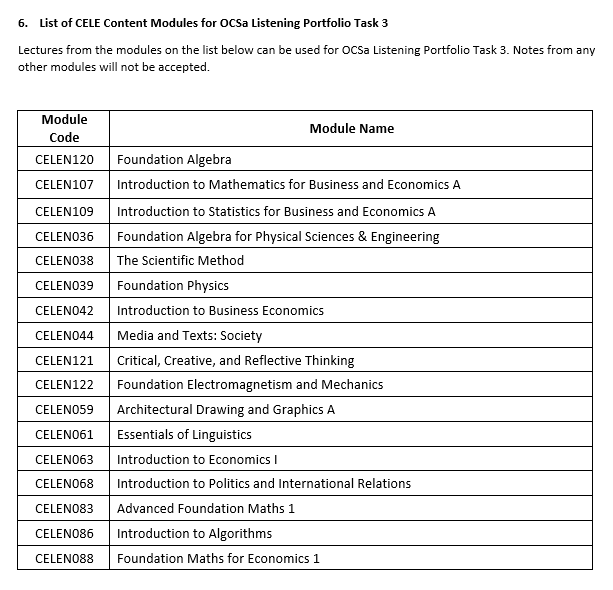 6. List of CELE Content Modules for OCSa Listening Portfolio Task 3
Lectures from the modules on the list below can be used for OCSa Listening Portfolio Task 3. Notes from any
other modules will not be accepted.
Module Code Module Name
CELEN120 Foundation Algebra
CELEN107 Introduction to Mathematics for Business and Economics A
CELEN109 Introduction to Statistics for Business and Economics A
CELEN036 Foundation Algebra for Physical Sciences & Engineering
CELEN038 The Scientific Method
CELEN039 Foundation Physics
CELEN042 Introduction to Business Economics
CELEN044 Media and Texts: Society
CELEN121 Critical, Creative, and Reflective Thinking
CELEN122 Foundation Electromagnetism and Mechanics
CELEN059 Architectural Drawing and Graphics A
CELEN061 Essentials of Linguistics
CELEN063 Introduction to Economics I
CELEN068 Introduction to Politics and International Relations
CELEN083 Advanced Foundation Maths 1
CELEN086 Introduction to Algorithms
CELEN088 Foundation Maths for Economics 1